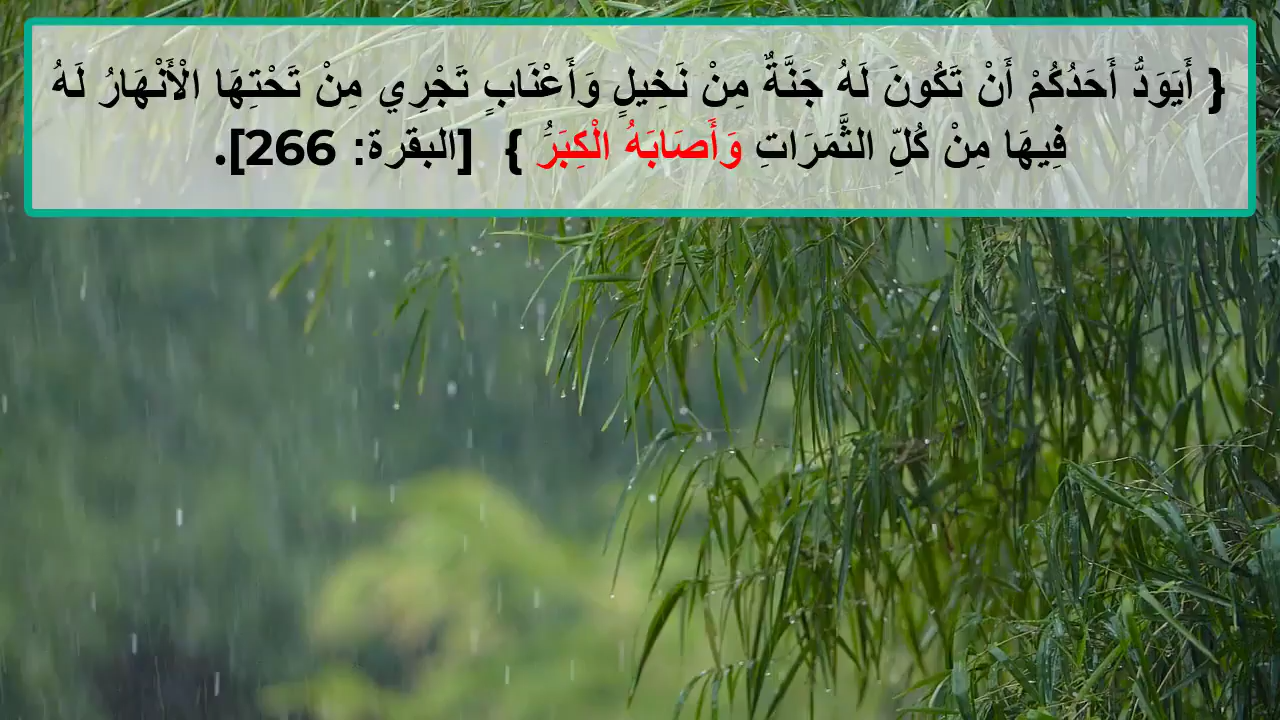 { أَيَوَدُّ أَحَدُكُمْ أَنْ تَكُونَ لَهُ جَنَّةٌ مِنْ نَخِيلٍ وَأَعْنَابٍ تَجْرِي مِنْ تَحْتِهَا الْأَنْهَارُ لَهُ
فِيهَا مِنْ كُلِّ الثَّمَرَاتِ وَأَصَابَهُ الْكِبَرُ } [البقرة: 266].